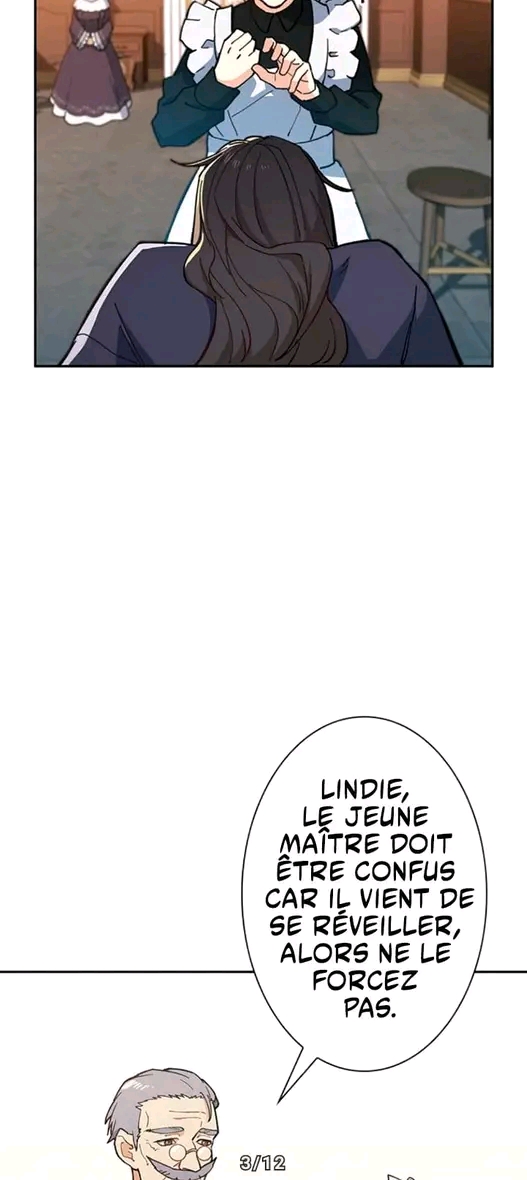 LINDIE,
LE JEUNE
MAÎTRE DOIT
ÊTRE CONFUS
CAR IL VIENT DE
SE RÉVEILLER,
ALORS NE LE
FORCEZ
PAS.
3/12